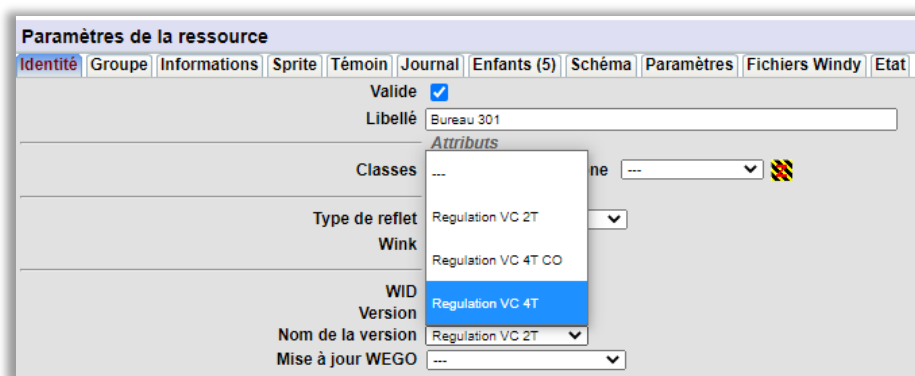 Paramètres de la ressource
Identité Groupe Informations Sprite Témoin Journal Enfants (5) Schéma Paramètres Fichiers Windy Etat
Valide
Libellé Bureau 301
Attributs
Classes --- ne ---
Regulation VC 2T
Type de reflet
Wink
Regulation VC 4T CO
WID
Regulation VC 4T
Version
Nom de la version Regulation VC 2T
Mise à jour WEGO ---